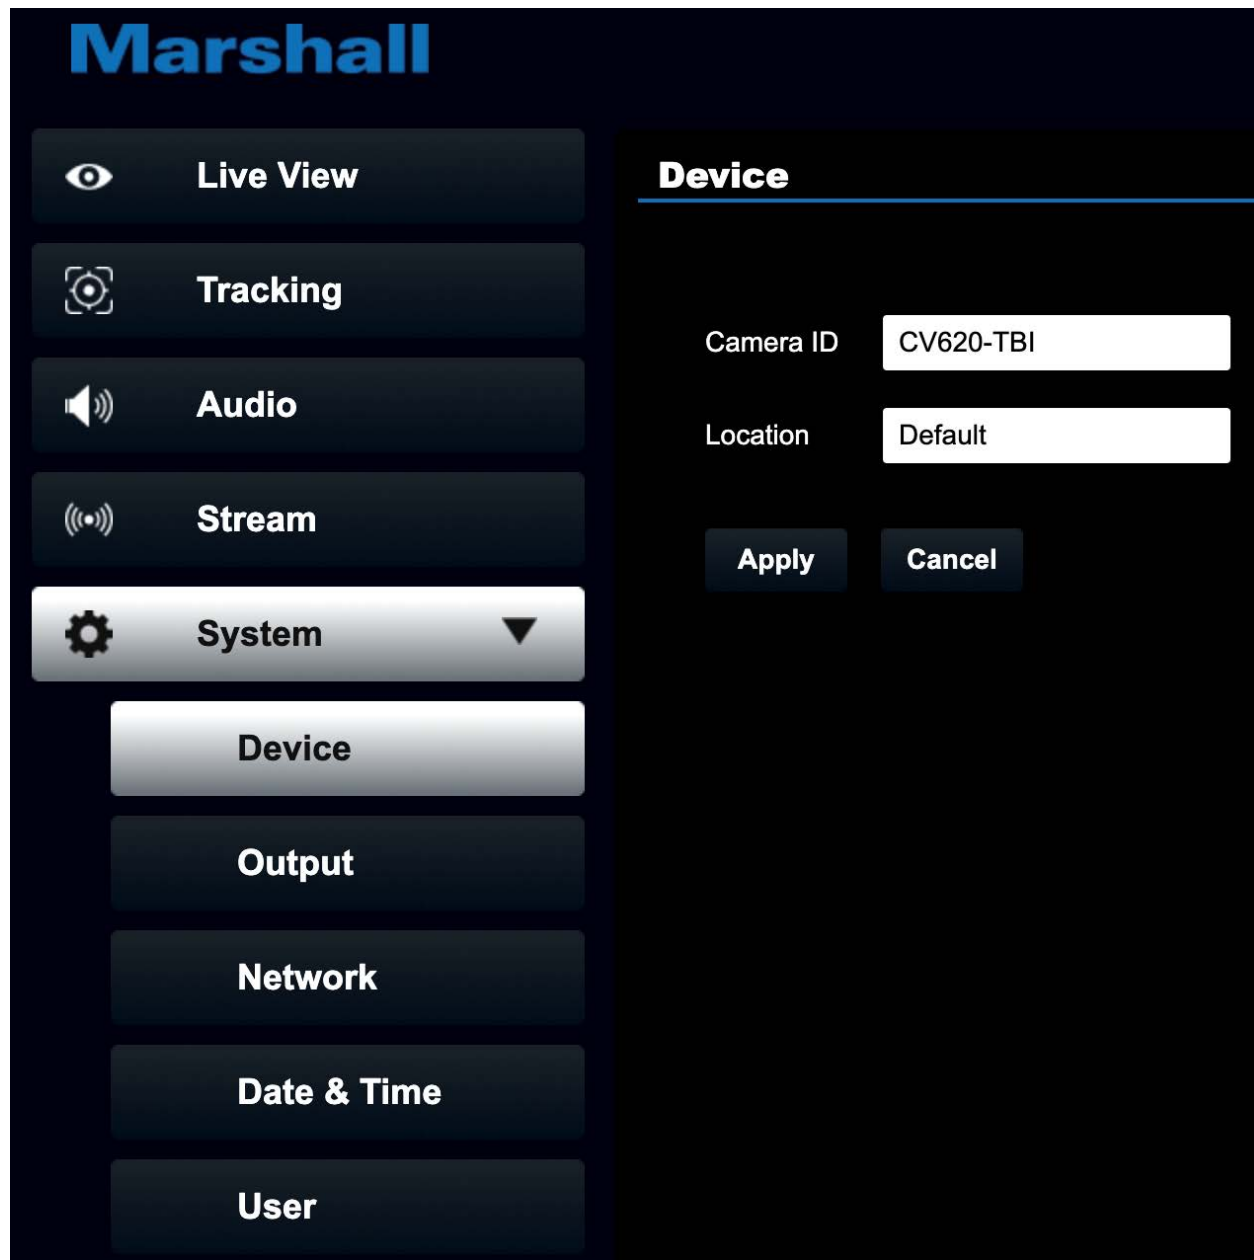 Marshall
Live View
Tracking
Audio
Stream
System
Device
Output
Network
Date & Time
User
Device
Camera ID CV620-TBI
Location Default
Apply Cancel